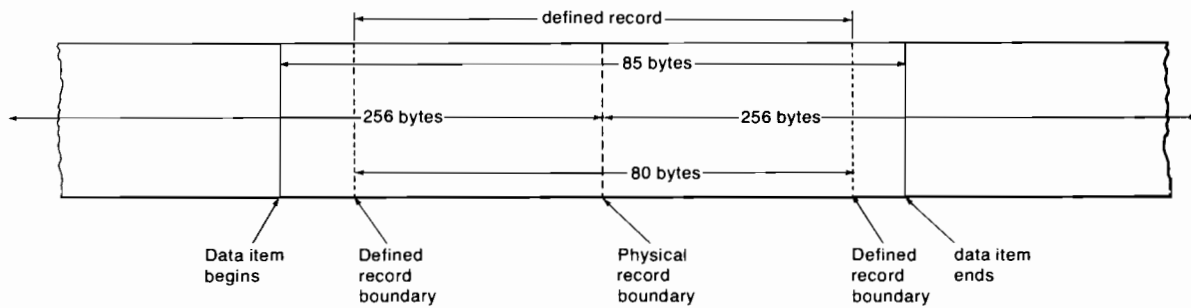 defined record
85 bytes
256 bytes
256 bytes
80 bytes
Data item
begins
Defined
record
boundary
Physical
record
boundary
Defined
record
boundary
data item
ends